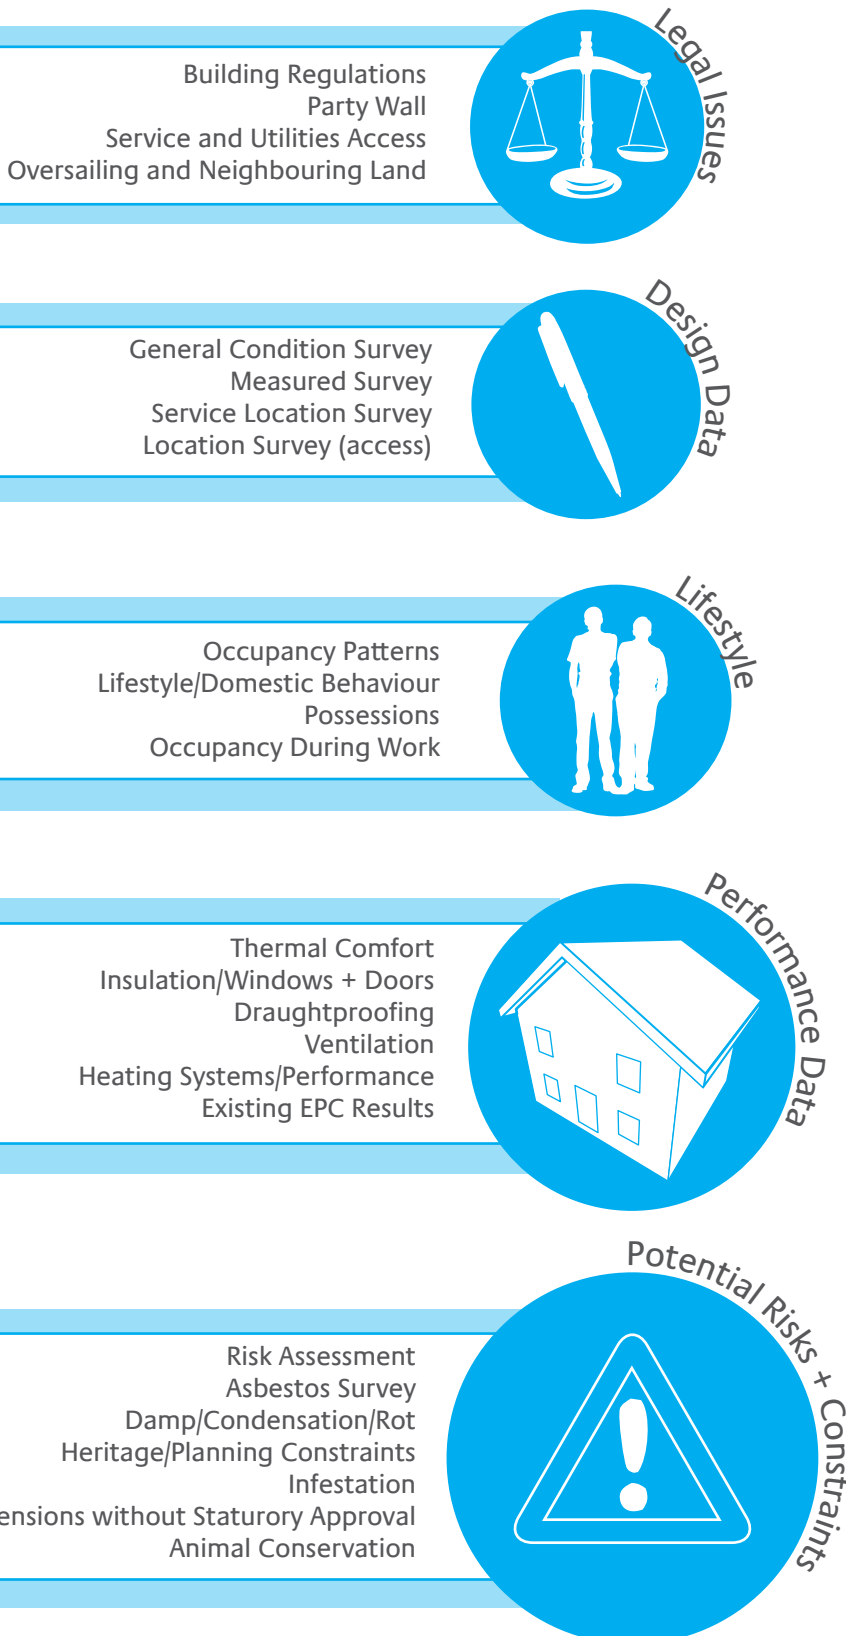 Legal Issues
Building Regulations
Party Wall
Service and Utilities Access
Oversailing and Neighbouring Land
Design Data
General Condition Survey
Measured Survey
Service Location Survey
Location Survey (access)
Lifestyle
Occupancy Patterns
Lifestyle/Domestic Behaviour
Possessions
Occupancy During Work
Performance Data
Thermal Comfort
Insulation/Windows + Doors
Draughtproofing
Ventilation
Heating Systems/Performance
Existing EPC Results
Potential Risks + Constraints
Risk Assessment
Asbestos Survey
Damp/Condensation/Rot
Heritage/Planning Constraints
Infestation
ensions without Staturory Approval
Animal Conservation